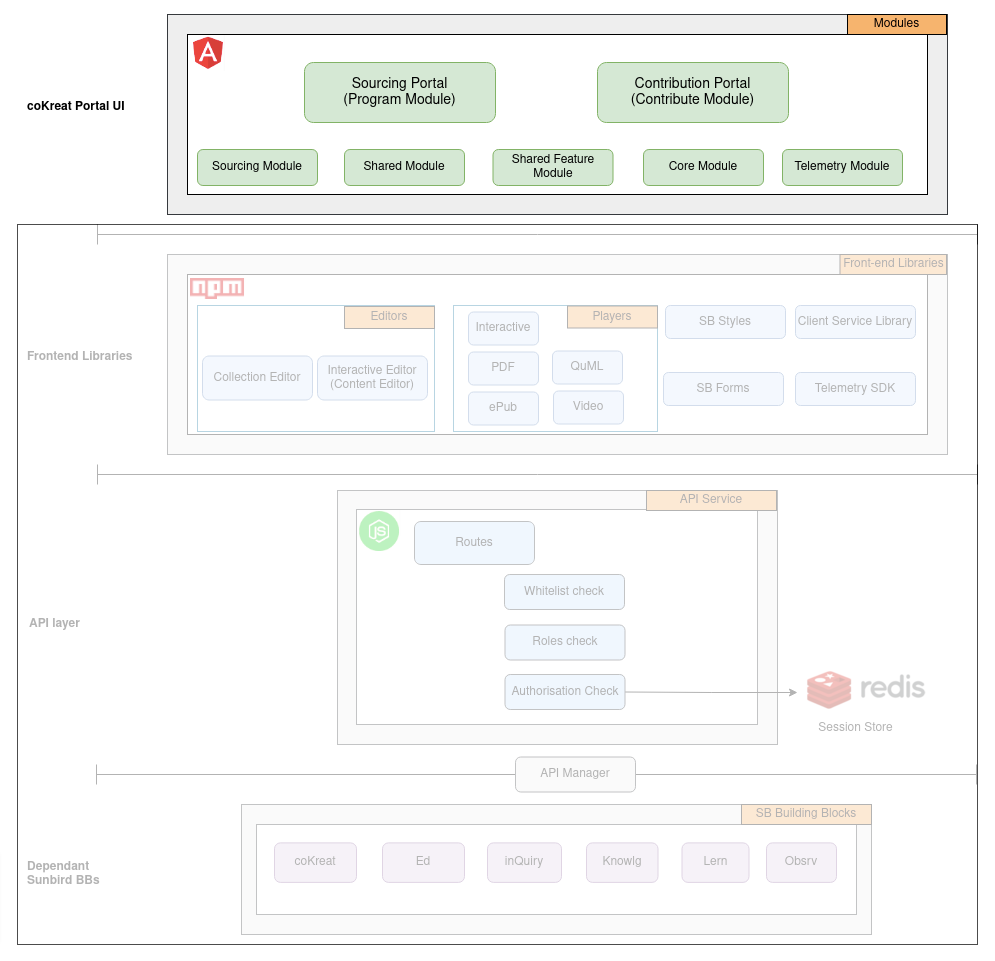 Modules
coKreat Portal UI
Sourcing Portal
(Program Module)
Contribution Portal
(Contribute Module)
Sourcing Module
Shared Module
Shared Feature
Module
Core Module
Telemetry Module
Front-end Libraries
npm
Frontend Libraries
Editors
Collection Editor
Interactive Editor
(Content Editor)
Players
Interactive
PDF
QuML
ePub
Video
SB Styles
Client Service Library
SB Forms
Telemetry SDK
API Service
API layer
JS
Routes
Whitelist check
Roles check
Authorisation Check
redis
Session Store
API Manager
SB Building Blocks
Dependant
Sunbird BBs
coKreat
Ed
inQuiry
Knowlg
Lern
Obsrv